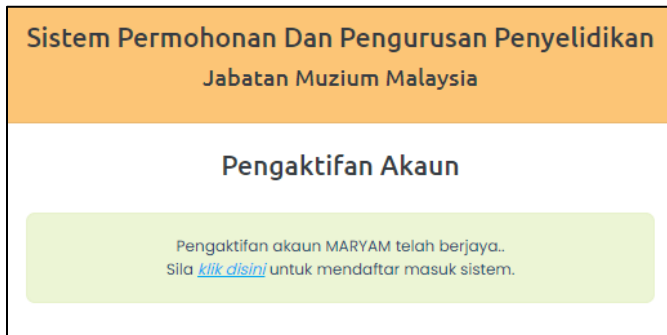 Sistem Permohonan Dan Pengurusan Penyelidikan
Jabatan Muzium Malaysia
Pengaktifan Akaun
Pengaktifan akaun MARYAM telah berjaya..
Sila klik disini untuk mendaftar masuk sistem.